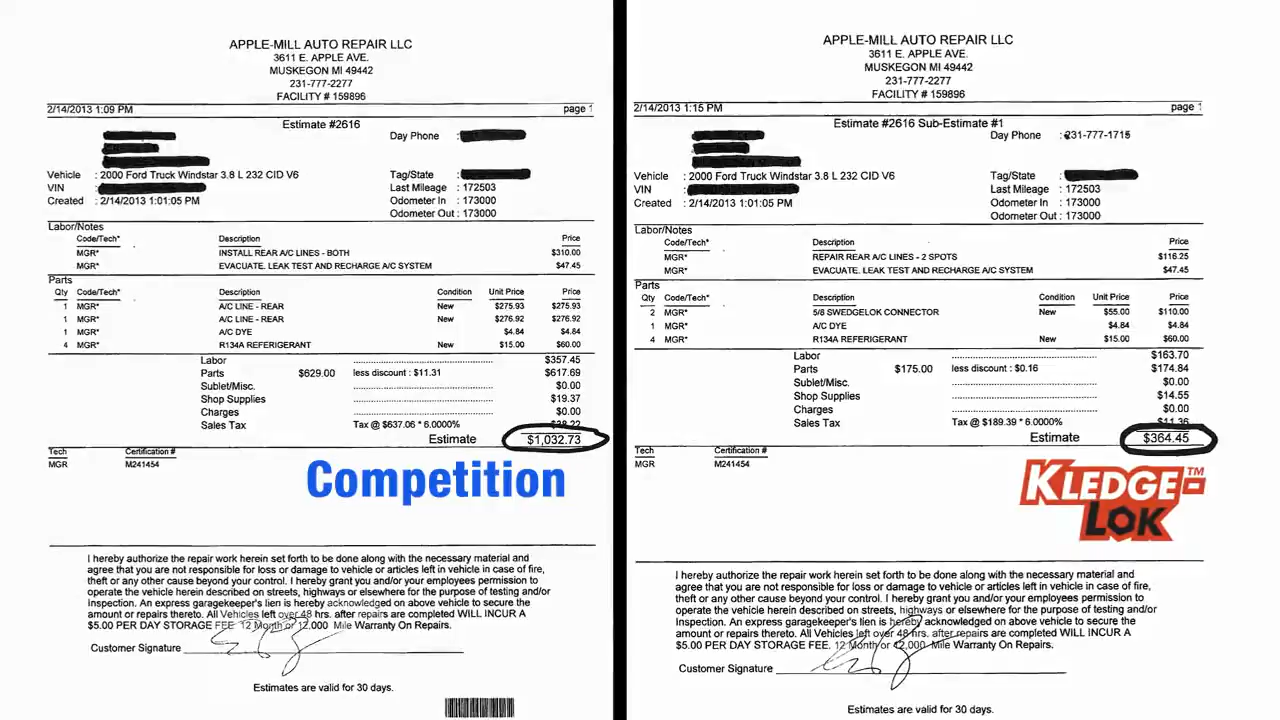 APPLE-MILL AUTO REPAIR LLC
3611 E. APPLE AVE.
MUSKEGON MI 49442
231-777-2277
FACILITY # 159896
2/14/2013 1:09 PM page 1
Estimate #2616
Day Phone :
Vehicle : 2000 Ford Truck Windstar 3.8 L 232 CID V6 Tag/State :
VIN : Last Mileage : 172503
Created : 2/14/2013 1:01:05 PM Odometer In : 173000
Odometer Out : 173000
Labor/Notes
Code/Tech* Description Price
MGR* INSTALL REAR A/C LINES - BOTH $310.00
MGR* EVACUATE. LEAK TEST AND RECHARGE A/C SYSTEM $47.45
Parts
Qty Code/Tech* Description Condition Unit Price Price
1 MGR* A/C LINE - REAR New $275.93 $275.93
1 MGR* A/C LINE - REAR New $276.92 $276.92
1 MGR* A/C DYE $4.84 $4.84
4 MGR* R134A REFERIGERANT New $15.00 $60.00
Labor $357.45
Parts $629.00 less discount : $11.31 $617.69
Sublet/Misc. $0.00
Shop Supplies $19.37
Charges $0.00
Sales Tax Tax @ $637.06 * 6.0000% $38.22
Estimate $1,032.73
Tech Certification #
MGR M241454
Competition
I hereby authorize the repair work herein set forth to be done along with the necessary material and
agree that you are not responsible for loss or damage to vehicle or articles left in vehicle in case of fire,
theft or any other cause beyond your control. I hereby grant you and/or your employees permission to
operate the vehicle herein described on streets, highways or elsewhere for the purpose of testing and/or
Inspection. An express garagekeeper's lien is hereby acknowledged on above vehicle to secure the
amount or repairs thereto. All Vehicles left over 48 hrs. after repairs are completed WILL INCUR A
$5.00 PER DAY STORAGE FEE. 12 Month or 12,000 Mile Warranty On Repairs.
Customer Signature
Estimates are valid for 30 days.
APPLE-MILL AUTO REPAIR LLC
3611 E. APPLE AVE.
MUSKEGON MI 49442
231-777-2277
FACILITY # 159896
2/14/2013 1:15 PM page 1
Estimate #2616 Sub-Estimate #1
Day Phone : 231-777-1715
Vehicle : 2000 Ford Truck Windstar 3.8 L 232 CID V6 Tag/State :
VIN : Last Mileage : 172503
Created : 2/14/2013 1:01:05 PM Odometer In : 173000
Odometer Out : 173000
Labor/Notes
Code/Tech* Description Price
MGR* REPAIR REAR A/C LINES - 2 SPOTS $116.25
MGR* EVACUATE. LEAK TEST AND RECHARGE A/C SYSTEM $47.45
Parts
Qty Code/Tech* Description Condition Unit Price Price
2 MGR* 5/8 SWEDGELOK CONNECTOR New $55.00 $110.00
1 MGR* A/C DYE $4.84 $4.84
4 MGR* R134A REFERIGERANT New $15.00 $60.00
Labor $163.70
Parts $175.00 less discount : $0.16 $174.84
Sublet/Misc. $0.00
Shop Supplies $14.55
Charges $0.00
Sales Tax Tax @ $189.39 * 6.0000% $11.36
Estimate $364.45
Tech Certification #
MGR M241454
KLEDGE-™
LOK
I hereby authorize the repair work herein set forth to be done along with the necessary material and
agree that you are not responsible for loss or damage to vehicle or articles left in vehicle in case of fire,
theft or any other cause beyond your control. I hereby grant you and/or your employees permission to
operate the vehicle herein described on streets, highways or elsewhere for the purpose of testing and/or
Inspection. An express garagekeeper's lien is hereby acknowledged on above vehicle to secure the
amount or repairs thereto. All Vehicles left over 48 hrs. after repairs are completed WILL INCUR A
$5.00 PER DAY STORAGE FEE. 12 Month or 12,000 Mile Warranty On Repairs.
Customer Signature
Estimates are valid for 30 days.